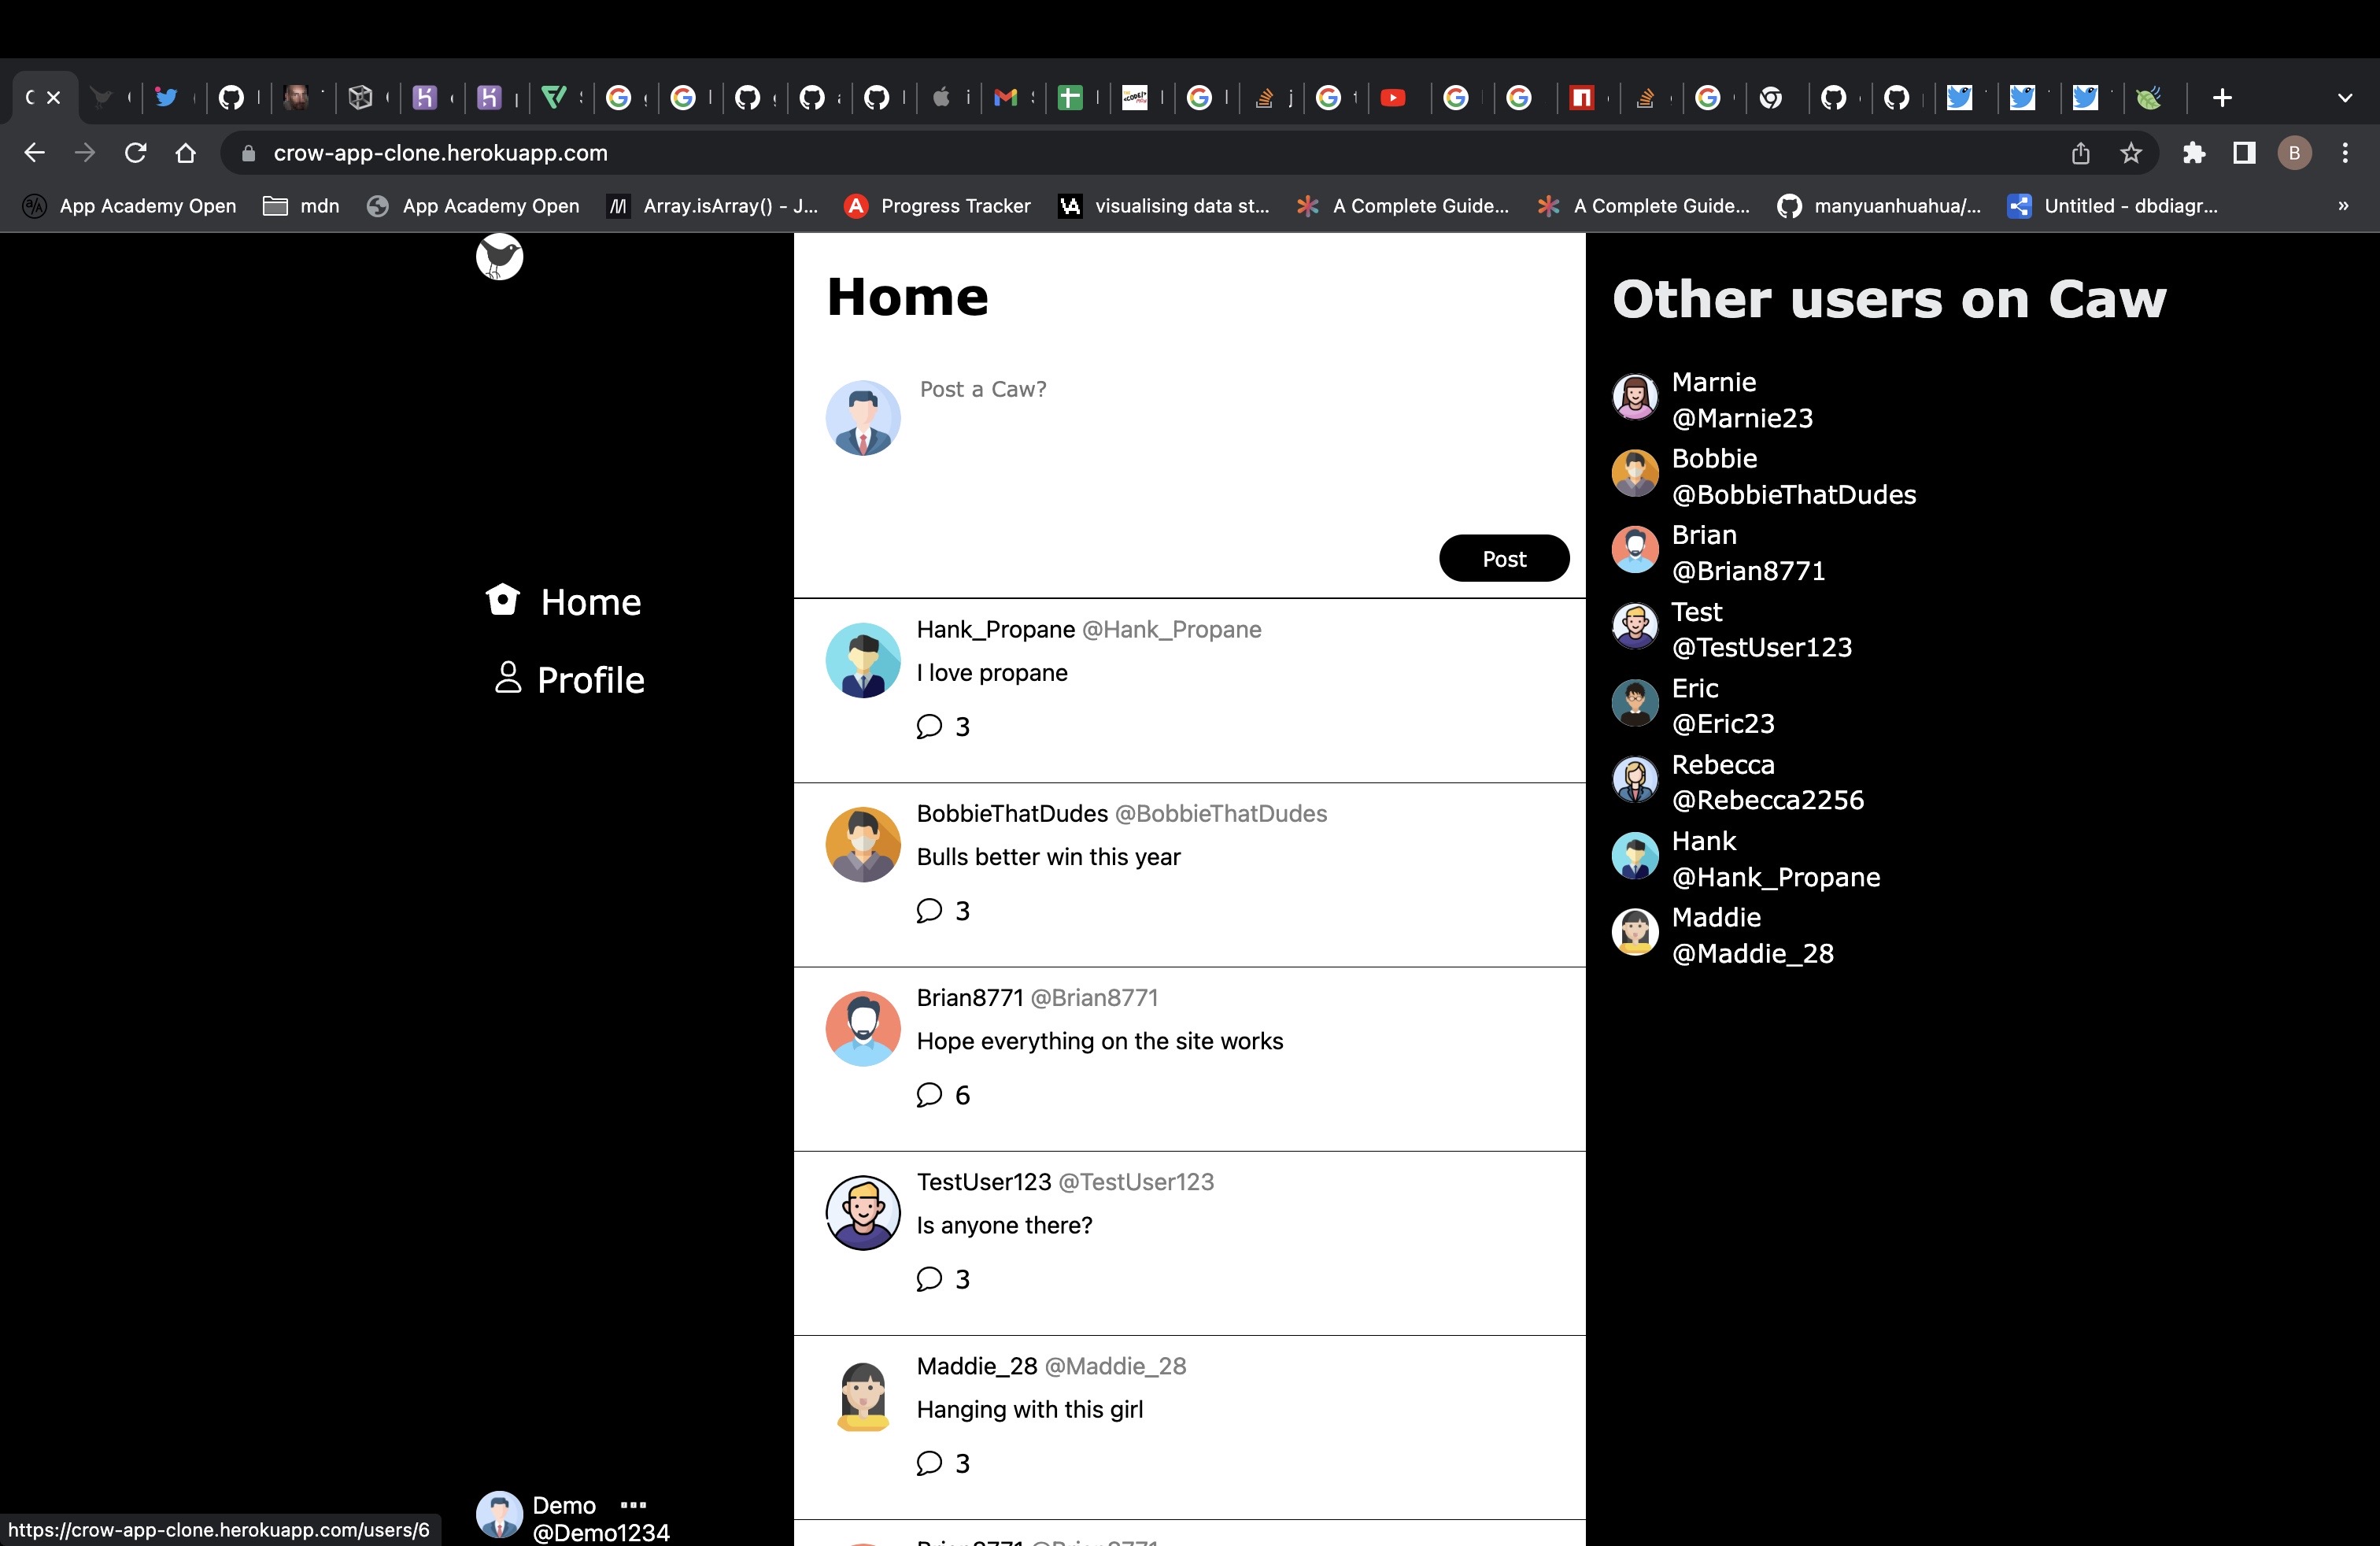 crow-app-clone.herokuapp.com
B
App Academy Open
mdn
App Academy Open
Array.isArray() - J...
Progress Tracker
visualising data st...
A Complete Guide...
A Complete Guide...
manyuanhuahua/...
Untitled - dbdiagr...
»
Home
Profile
Demo
@Demo1234
https://crow-app-clone.herokuapp.com/users/6
Home
Post a Caw?
Post
Hank_Propane @Hank_Propane
I love propane
3
BobbieThatDudes @BobbieThatDudes
Bulls better win this year
3
Brian8771 @Brian8771
Hope everything on the site works
6
TestUser123 @TestUser123
Is anyone there?
3
Maddie_28 @Maddie_28
Hanging with this girl
3
Brian8771 @Brian8771
Other users on Caw
Marnie
@Marnie23
Bobbie
@BobbieThatDudes
Brian
@Brian8771
Test
@TestUser123
Eric
@Eric23
Rebecca
@Rebecca2256
Hank
@Hank_Propane
Maddie
@Maddie_28